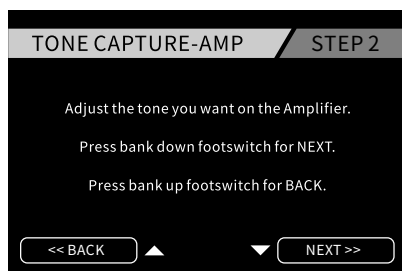 TONE CAPTURE-AMP STEP 2
Adjust the tone you want on the Amplifier.
Press bank down footswitch for NEXT.
Press bank up footswitch for BACK.
<< BACK NEXT >>